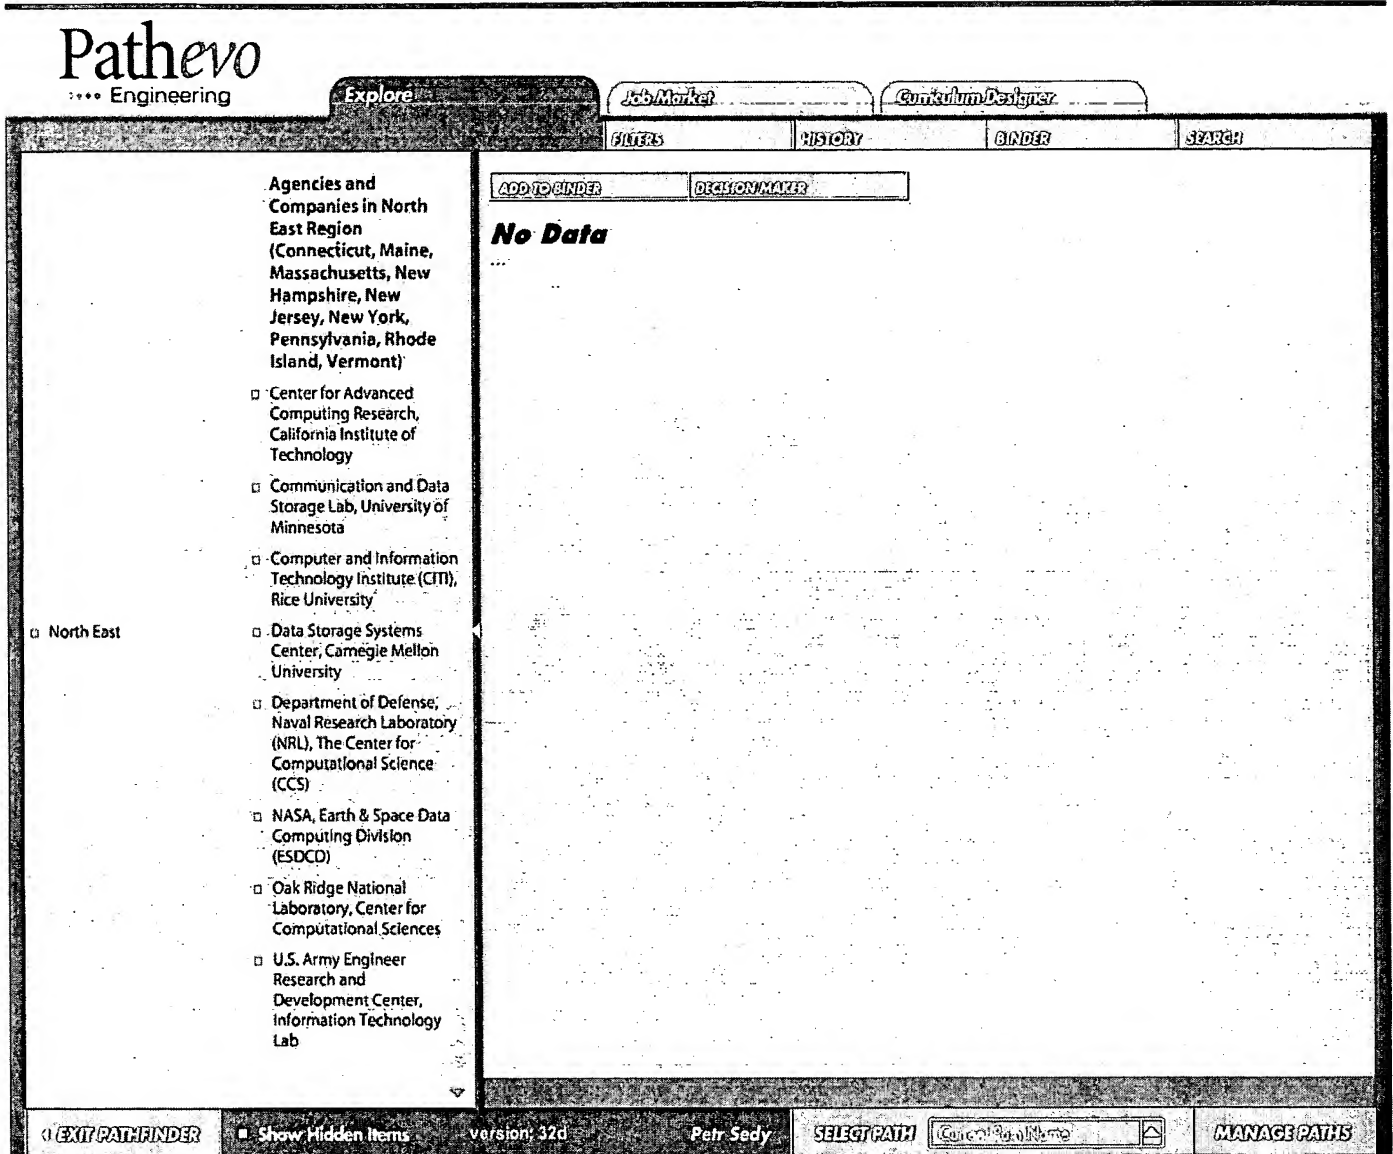 Pathevo
Engineering
Explore
Job Market
Curriculum Designer
FILTERS
HISTORY
BINDER
SEARCH
Agencies and
Companies in North
East Region
(Connecticut, Maine,
Massachusetts, New
Hampshire, New
Jersey, New York,
Pennsylvania, Rhode
Island, Vermont)
Center for Advanced
Computing Research,
California Institute of
Technology
Communication and Data
Storage Lab, University of
Minnesota
Computer and Information
Technology Institute (CITI),
Rice University
North East
Data Storage Systems
Center, Carnegie Mellon
University
Department of Defense,
Naval Research Laboratory
(NRL), The Center for
Computational Science
(CCS)
NASA, Earth & Space Data
Computing Division
(ESDCD)
Oak Ridge National
Laboratory, Center for
Computational Sciences
U.S. Army Engineer
Research and
Development Center,
Information Technology
Lab
ADD TO BINDER
DECISION MAKER
No Data
...
EXIT PATHFINDER
Show Hidden Items
version: 32d
Petr Sedy
SELECT PATH
Current Path Name
MANAGE PATHS